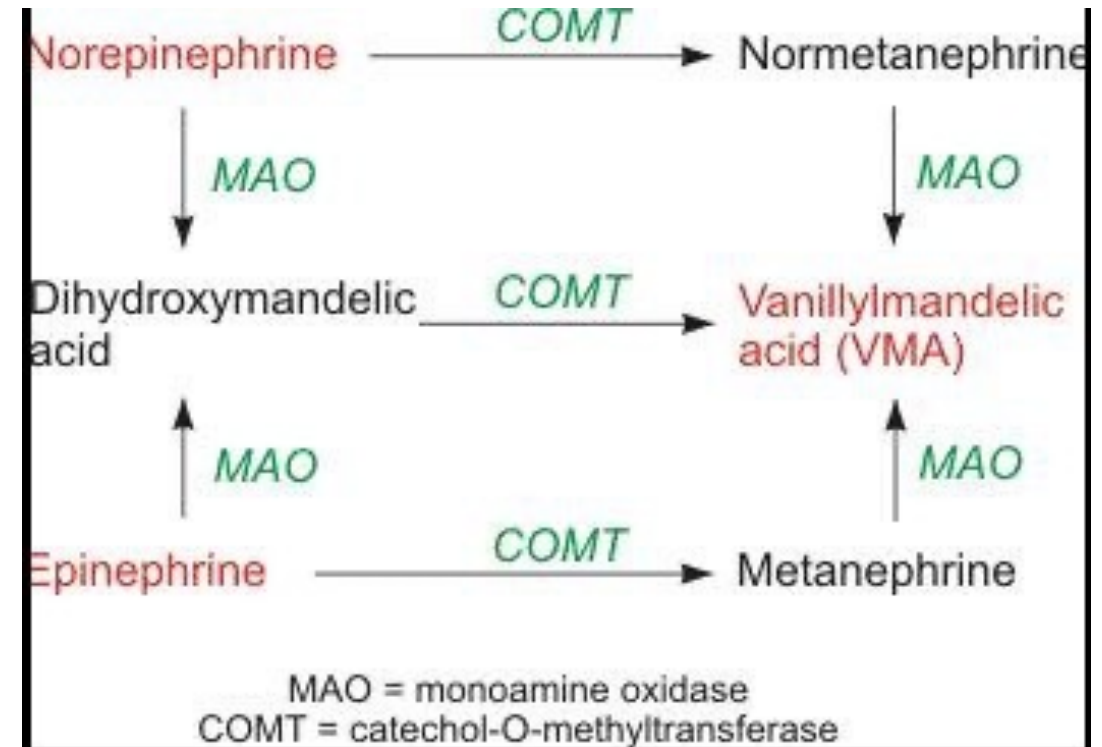 COMT
Norepinephrine
Normetanephrine
MAO
MAO
Dihydroxymandelic
acid
COMT
Vanillylmandelic
acid (VMA)
MAO
MAO
COMT
Epinephrine
Metanephrine
MAO = monoamine oxidase
COMT = catechol-O-methyltransferase